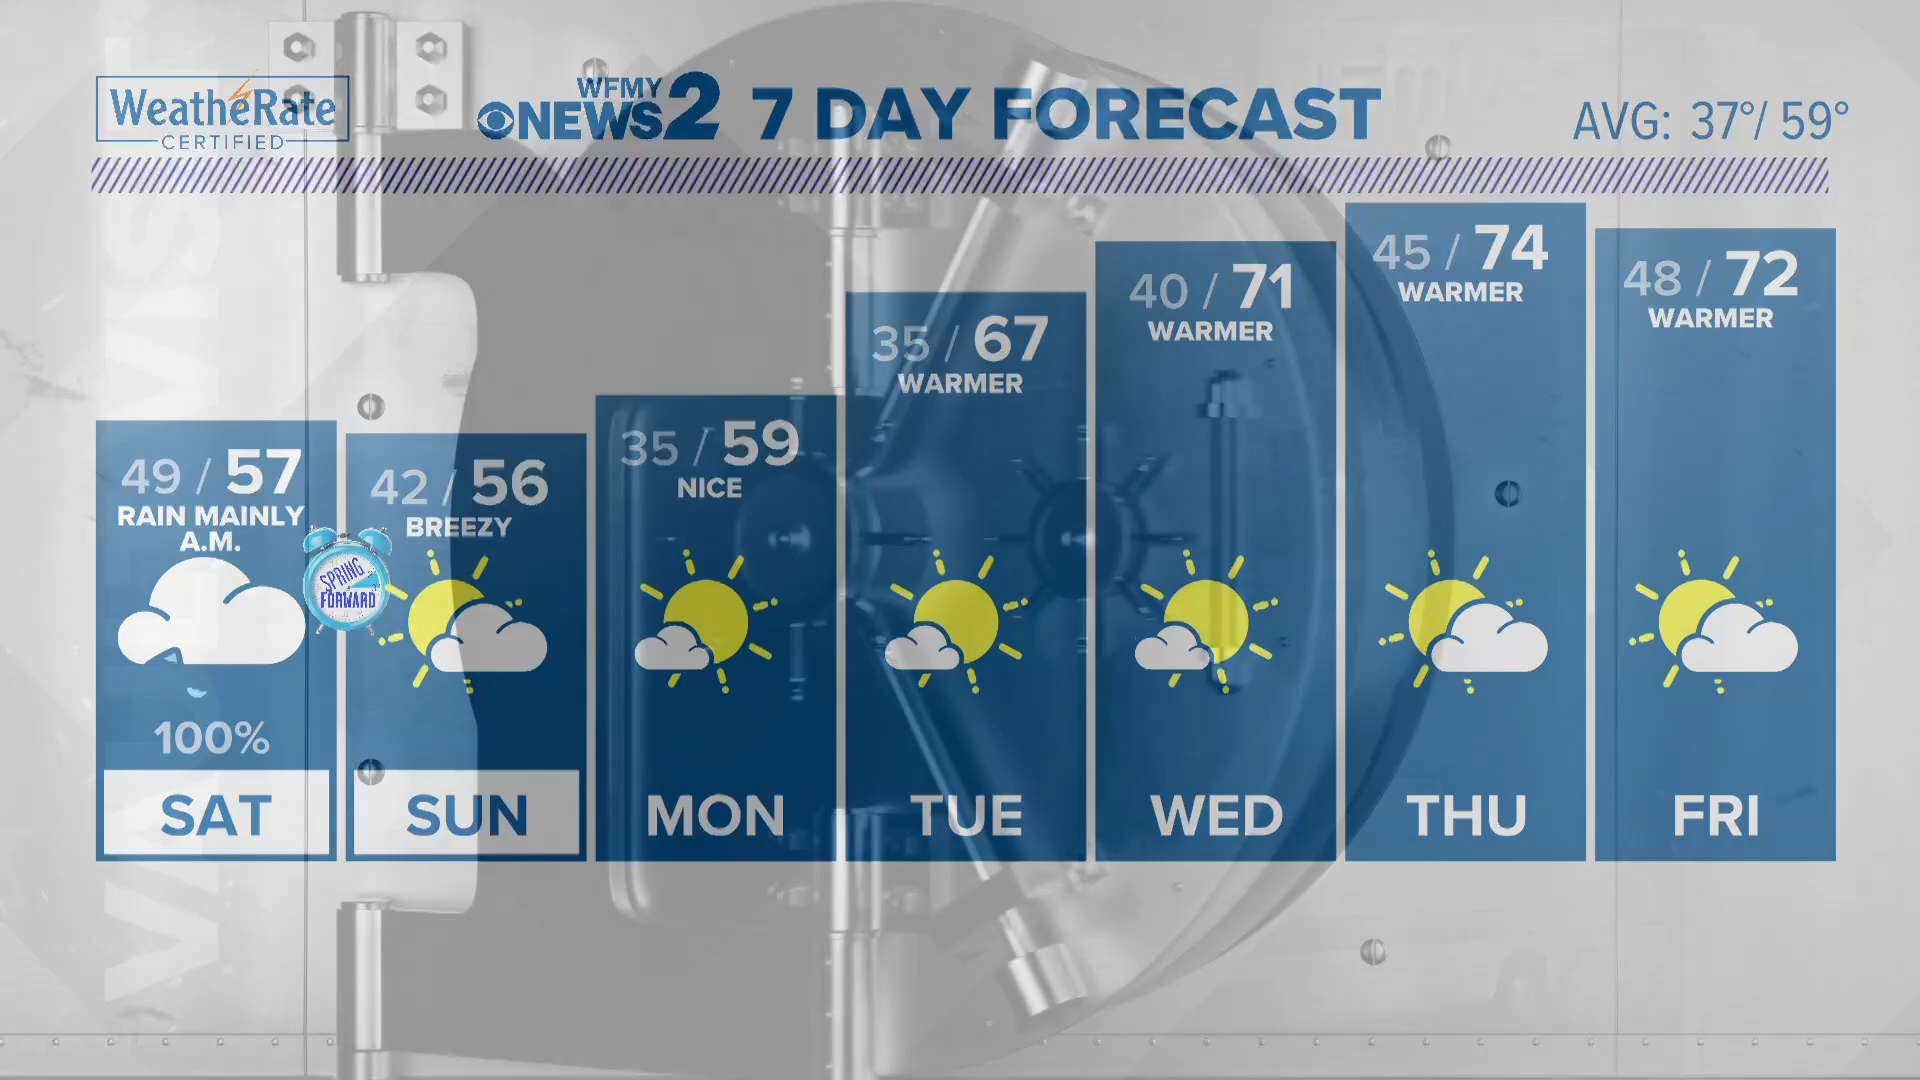 WeatheRate
CERTIFIED
WFMY
NEWS 2
7 DAY FORECAST
AVG: 37°/ 59°
49 / 57
RAIN MAINLY
A.M.
100%
SAT
SPRING
FORWARD
42 / 56
BREEZY
SUN
35 / 59
NICE
MON
35 / 67
WARMER
TUE
40 / 71
WARMER
WED
45 / 74
WARMER
THU
48 / 72
WARMER
FRI